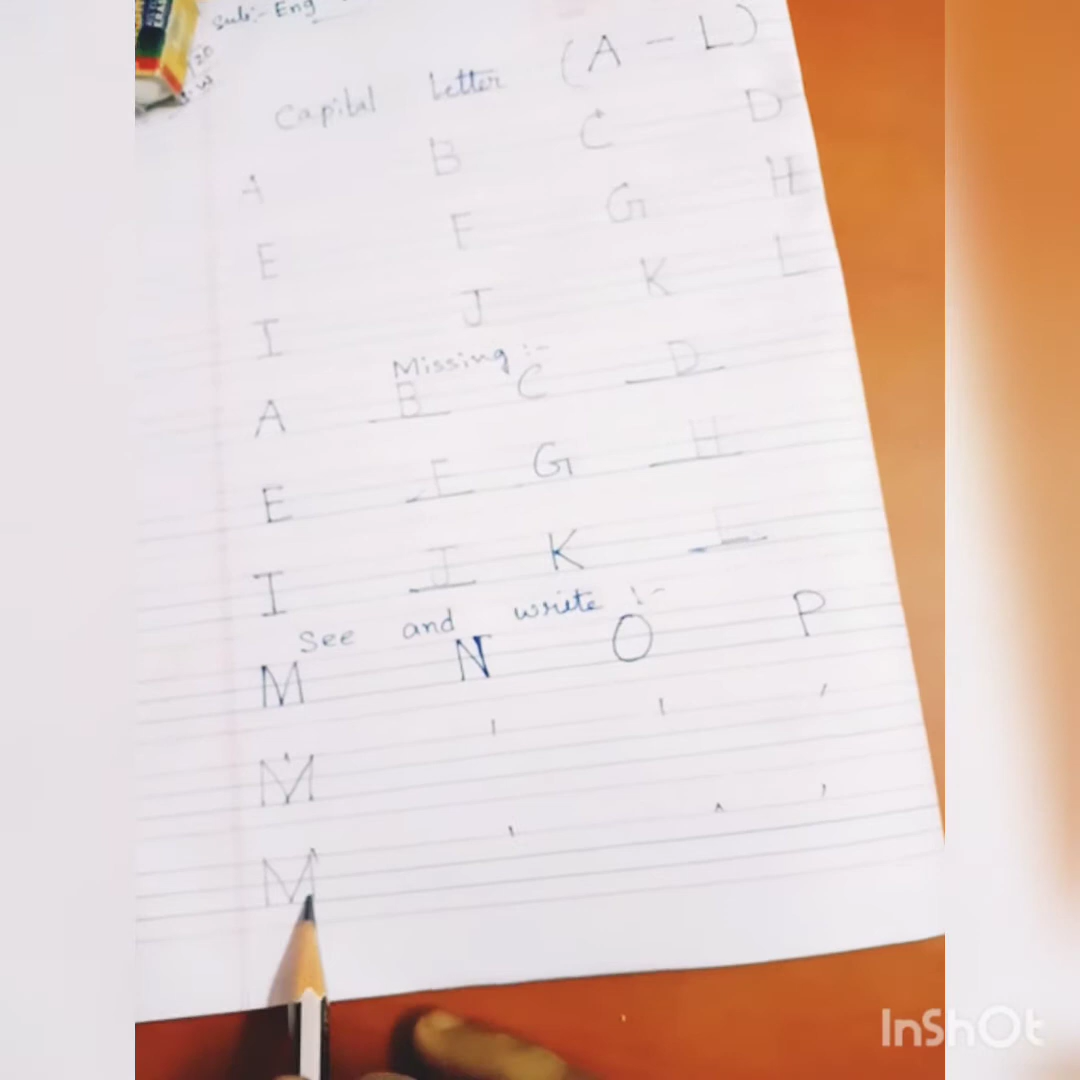 Sub:- Eng
Capital Letter (A – L)
A B C D
E F G H
I J K L
Missing :-
A B C D
E F G H
I J K L
See and write :-
M N O P
M
M
InShOt